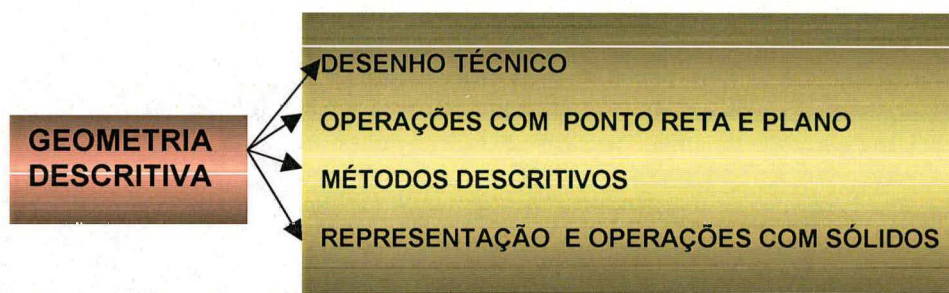 GEOMETRIA
DESCRITIVA
DESENHO TÉCNICO
OPERAÇÕES COM PONTO RETA E PLANO
MÉTODOS DESCRITIVOS
REPRESENTAÇÃO E OPERAÇÕES COM SÓLIDOS